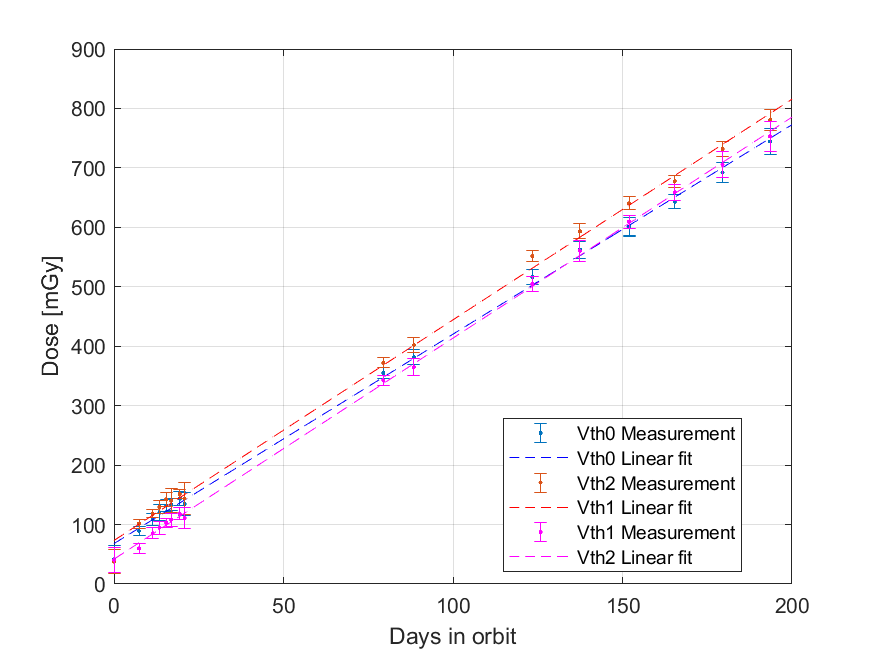 900
800
700
600
500
400
300
200
100
0
Dose [mGy]
Vth0 Measurement
Vth0 Linear fit
Vth2 Measurement
Vth1 Linear fit
Vth1 Measurement
Vth2 Linear fit
0 50 100 150 200
Days in orbit